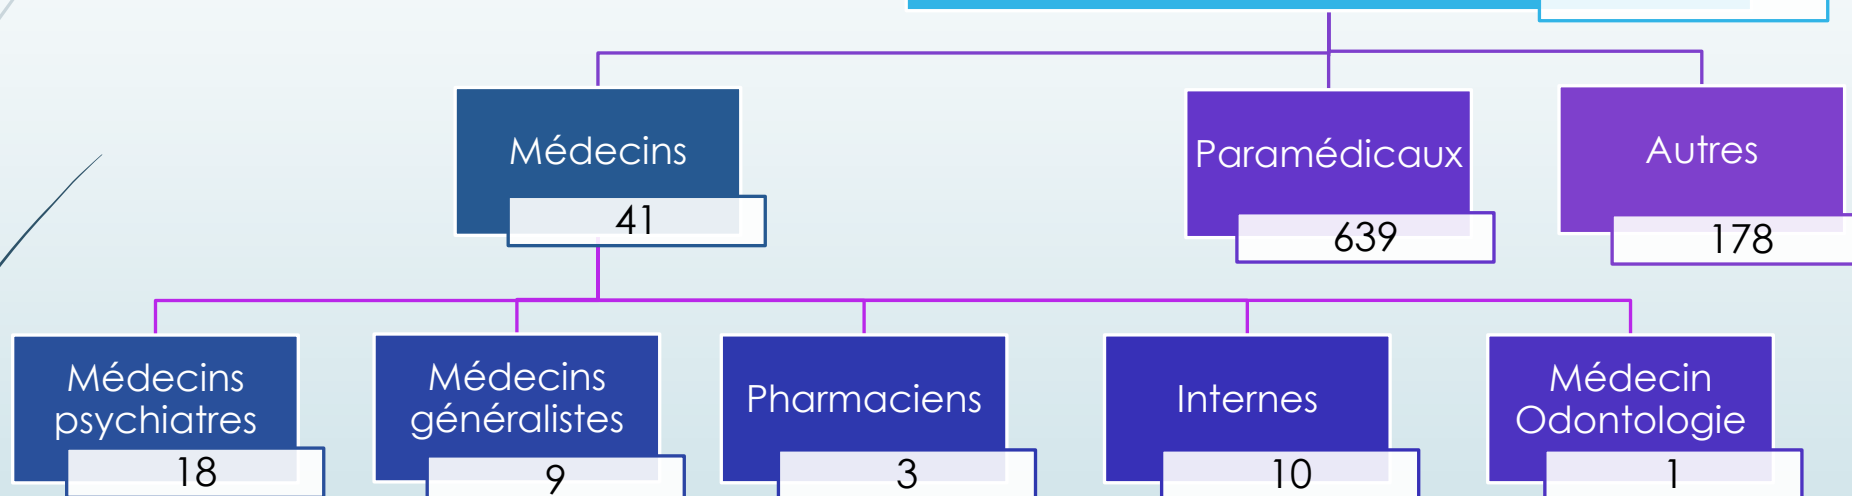 Médecins
41
Paramédicaux
639
Autres
178
Médecins
psychiatres
18
Médecins
généralistes
9
Pharmaciens
3
Internes
10
Médecin
Odontologie
1